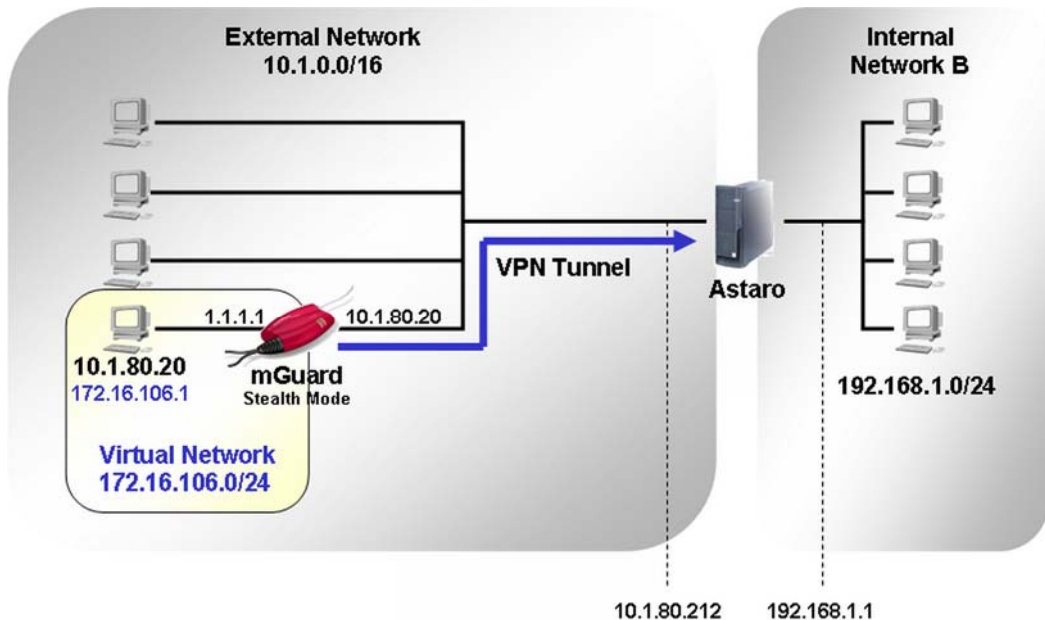 External Network
10.1.0.0/16
Internal
Network B
VPN Tunnel
Astaro
1.1.1.1
10.1.80.20
10.1.80.20
172.16.106.1
mGuard
Stealth Mode
192.168.1.0/24
Virtual Network
172.16.106.0/24
10.1.80.212
192.168.1.1